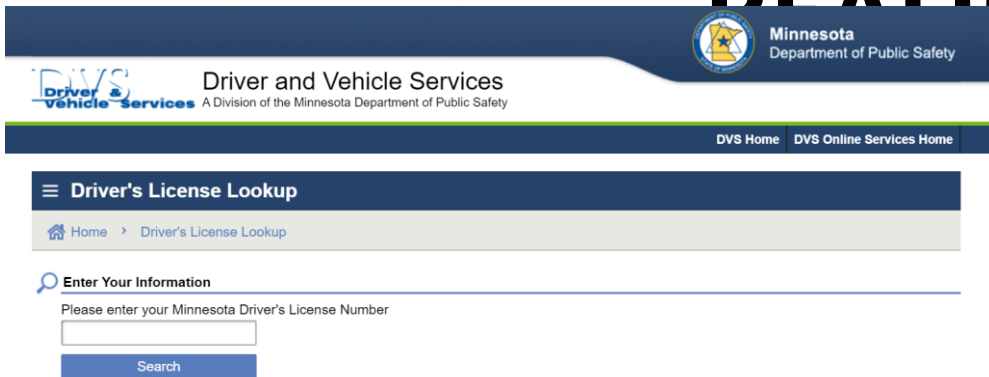 Minnesota
Department of Public Safety
DVS
Driver &
Vehicle Services
Driver and Vehicle Services
A Division of the Minnesota Department of Public Safety
DVS Home DVS Online Services Home
Driver's License Lookup
Home › Driver's License Lookup
Enter Your Information
Please enter your Minnesota Driver's License Number
Search